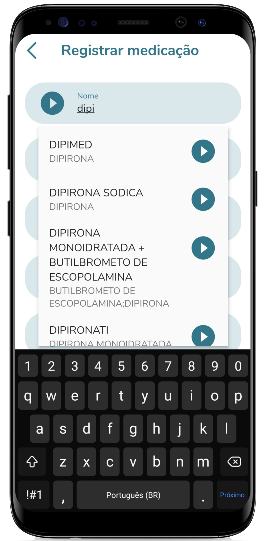 Registrar medicação
Nome
dipi
DIPIMED
DIPIRONA
DIPIRONA SODICA
DIPIRONA
DIPIRONA
MONOIDRATADA +
BUTILBROMETO DE
ESCOPOLAMINA
BUTILBROMETO DE
ESCOPOLAMINA;DIPIRONA
DIPIRONATI
DIPIRONA MONOIDRATADA
1 2 3 4 5 6 7 8 9 0
q w e r t y u i o p
a s d f g h j k l
z x c v b n m
!#1 , Português (BR) . Próximo